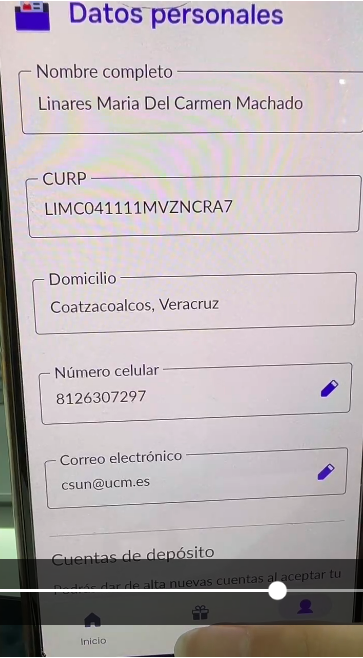 Datos personales
Nombre completo
Linares Maria Del Carmen Machado
CURP
LIMC041111MVZNCRA7
Domicilio
Coatzacoalcos, Veracruz
Número celular
8126307297
Correo electrónico
csun@ucm.es
Cuentas de depósito
Podrás dar de alta nuevas cuentas al aceptar tu
Inicio